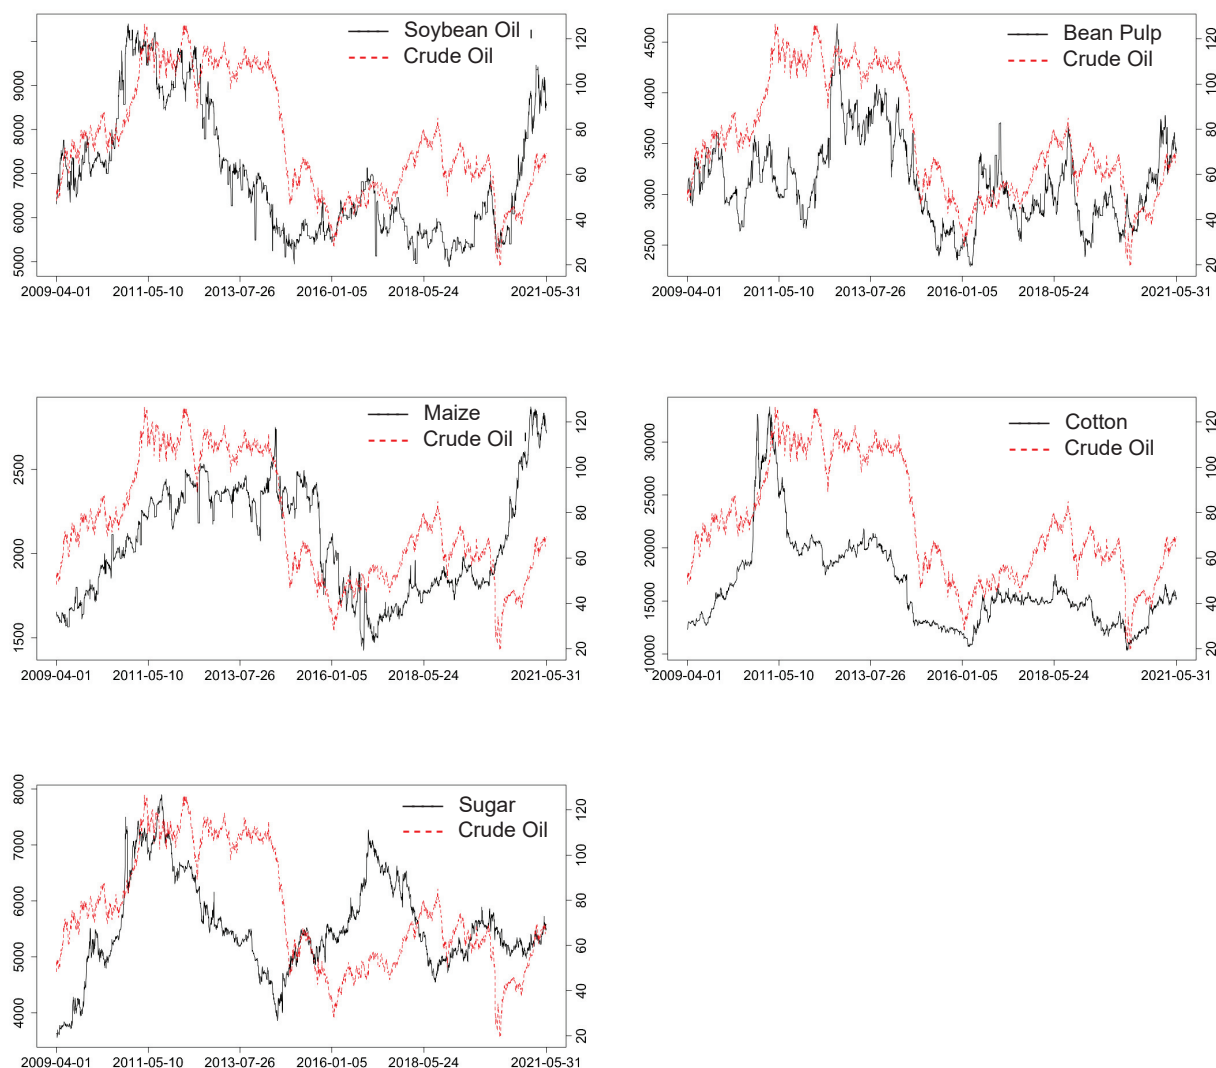 Soybean Oil
Crude Oil
5000 6000 7000 8000 9000
20 40 60 80 100 120
2009-04-01 2011-05-10 2013-07-26 2016-01-05 2018-05-24 2021-05-31
Bean Pulp
Crude Oil
2500 3000 3500 4000 4500
20 40 60 80 100 120
2009-04-01 2011-05-10 2013-07-26 2016-01-05 2018-05-24 2021-05-31
Maize
Crude Oil
1500 2000 2500
20 40 60 80 100 120
2009-04-01 2011-05-10 2013-07-26 2016-01-05 2018-05-24 2021-05-31
Cotton
Crude Oil
10000 15000 20000 25000 30000
20 40 60 80 100 120
2009-04-01 2011-05-10 2013-07-26 2016-01-05 2018-05-24 2021-05-31
Sugar
Crude Oil
4000 5000 6000 7000 8000
20 40 60 80 100 120
2009-04-01 2011-05-10 2013-07-26 2016-01-05 2018-05-24 2021-05-31